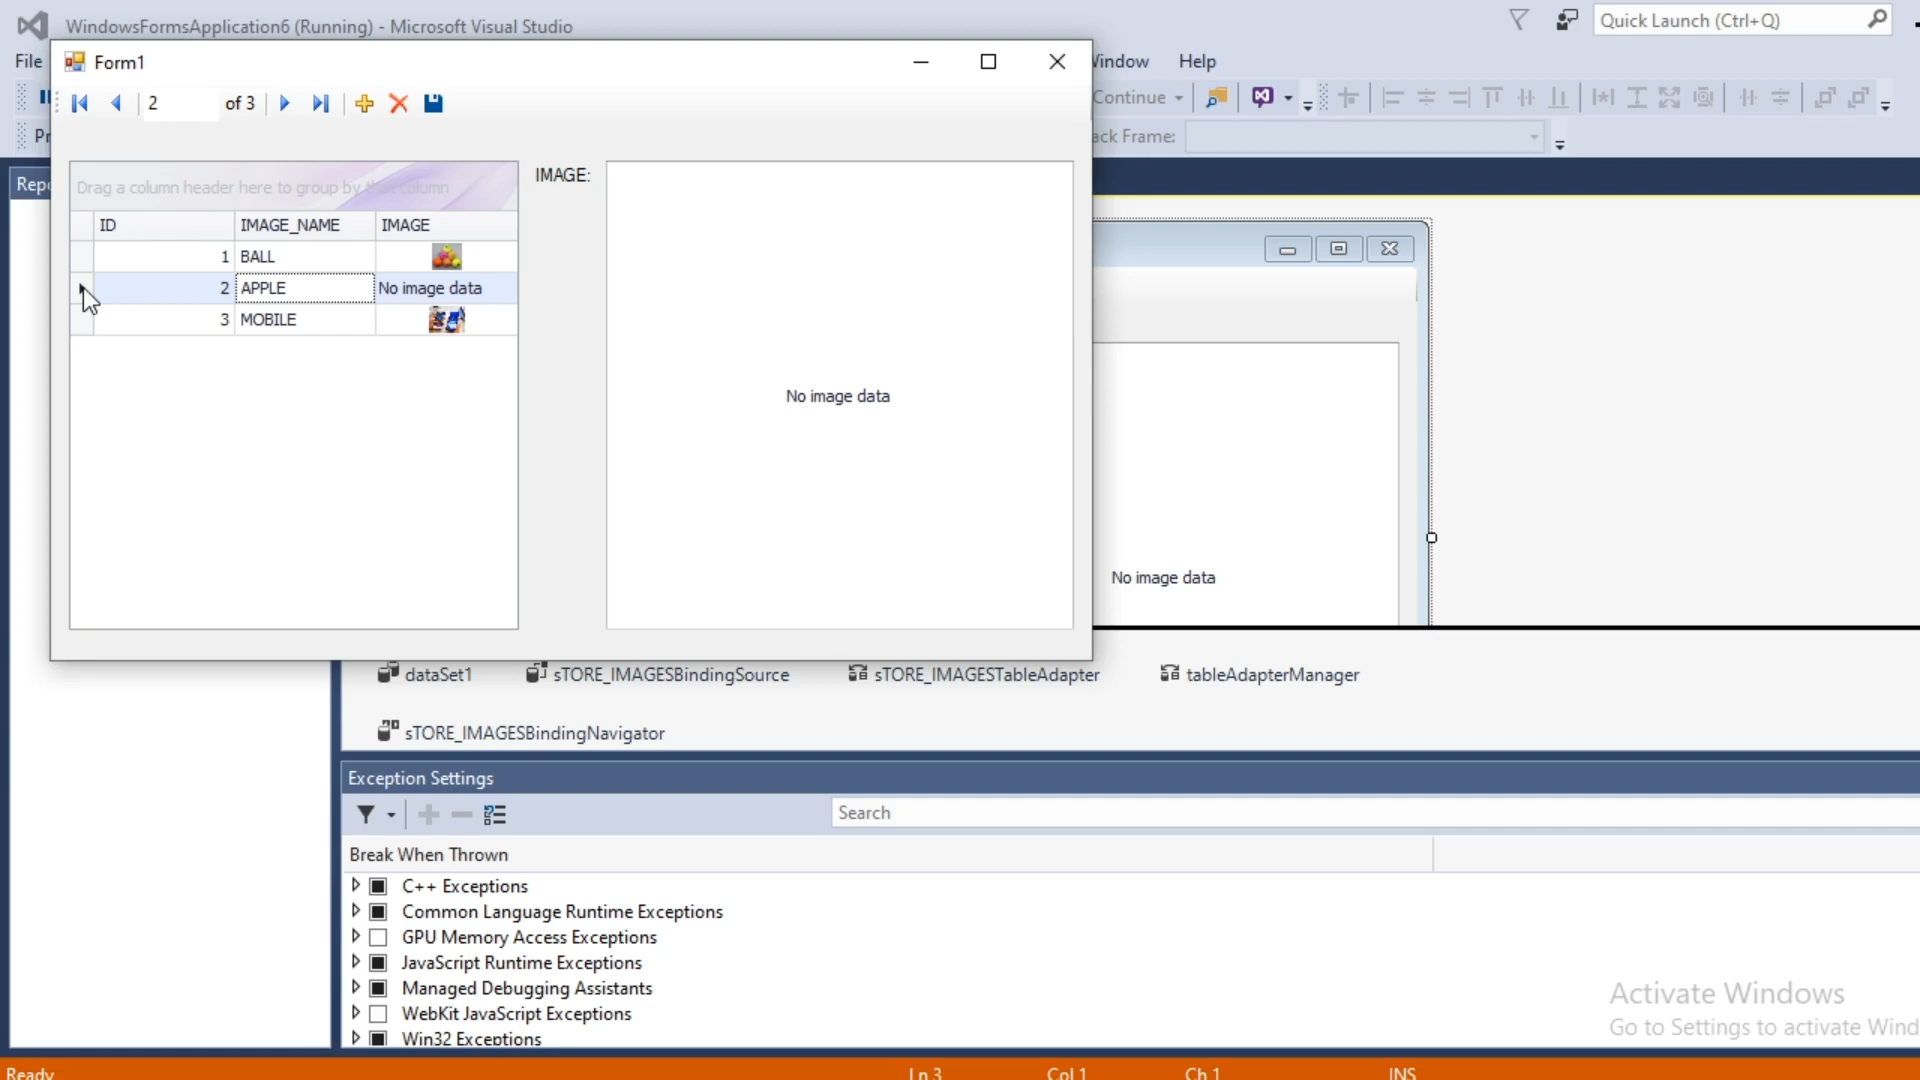 WindowsFormsApplication6 (Running) - Microsoft Visual Studio
Quick Launch (Ctrl+Q)
File
Form1
Window Help
2 of 3
Continue
IMAGE:
Drag a column header here to group by that column
ID IMAGE_NAME IMAGE
1 BALL
2 APPLE No image data
3 MOBILE
No image data
No image data
dataSet1 sTORE_IMAGESBindingSource sTORE_IMAGESTableAdapter tableAdapterManager
sTORE_IMAGESBindingNavigator
Exception Settings
Search
Break When Thrown
C++ Exceptions
Common Language Runtime Exceptions
GPU Memory Access Exceptions
JavaScript Runtime Exceptions
Managed Debugging Assistants
WebKit JavaScript Exceptions
Win32 Exceptions
Activate Windows
Go to Settings to activate Wind
Ready Ln 3 Col 1 Ch 1 INS